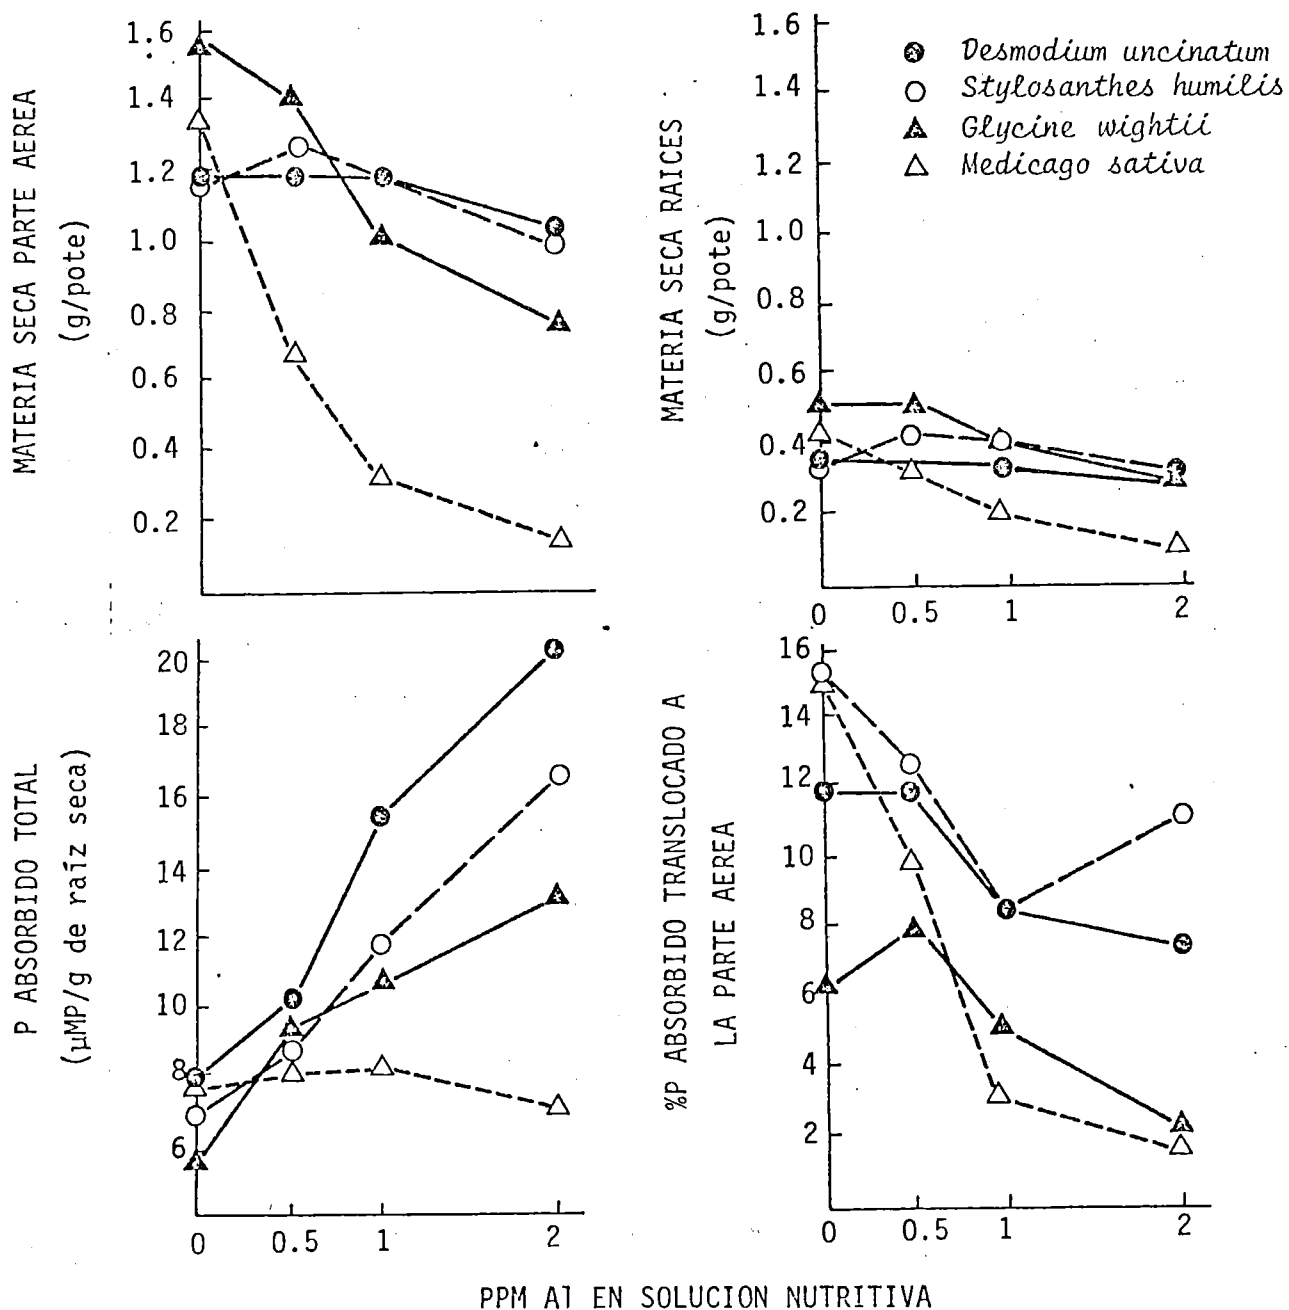 MATERIA SECA PARTE AEREA
(g/pote)
1.6
1.4
1.2
1.0
0.8
0.6
0.4
0.2
MATERIA SECA RAICES
(g/pote)
1.6
1.4
1.2
1.0
0.8
0.6
0.4
0.2
0 0.5 1 2
Desmodium uncinatum
Stylosanthes humilis
Glycine wightii
Medicago sativa
P ABSORBIDO TOTAL
(µMP/g de raíz seca)
20
18
16
14
12
10
8
6
0 0.5 1 2
%P ABSORBIDO TRANSLOCADO A
LA PARTE AEREA
16
14
12
10
8
6
4
2
0 0.5 1 2
PPM Al EN SOLUCION NUTRITIVA